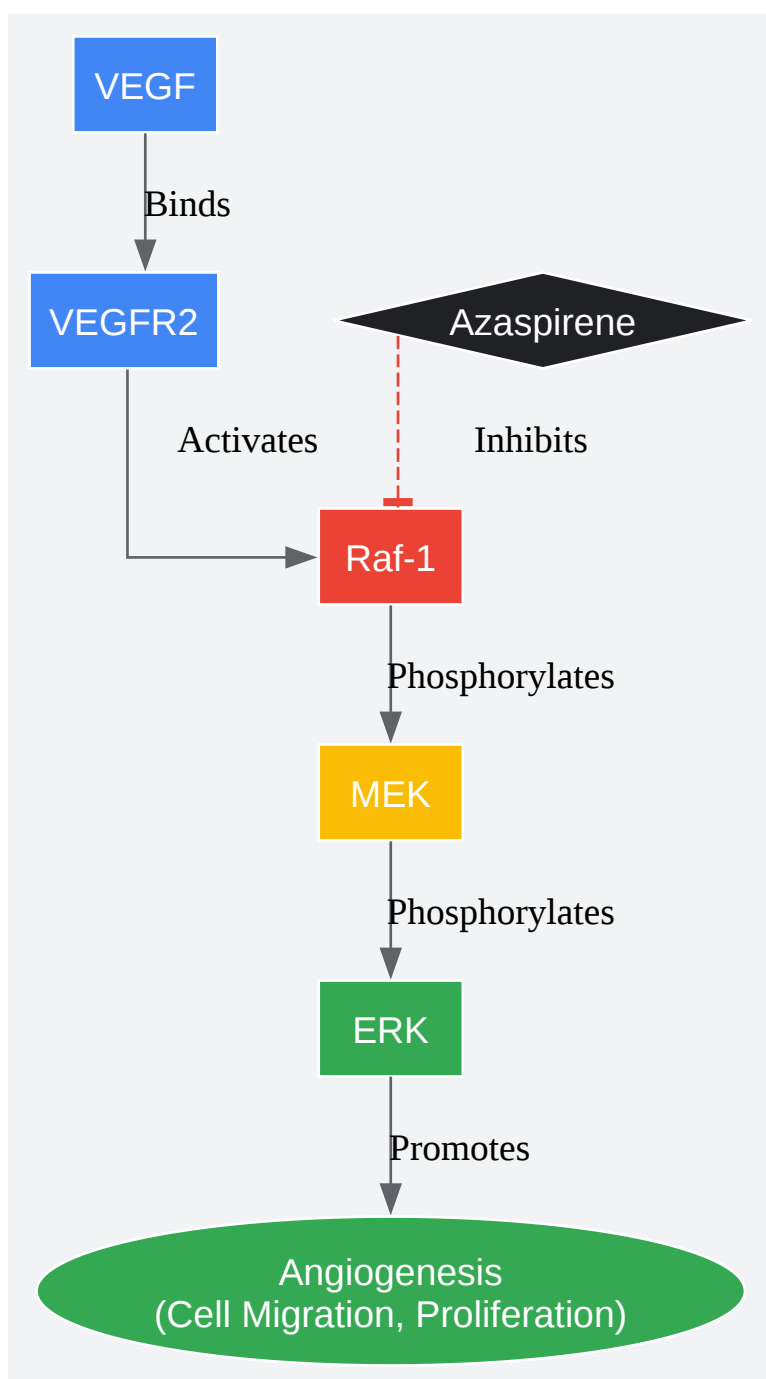 VEGF
Binds
VEGFR2
Azaspirene
Activates
Inhibits
Raf-1
Phosphorylates
MEK
Phosphorylates
ERK
Promotes
Angiogenesis
(Cell Migration, Proliferation)